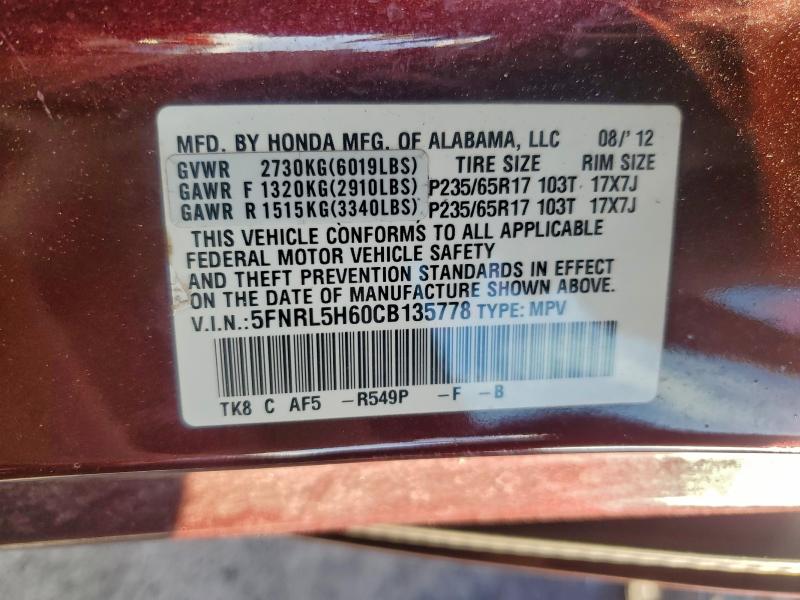 MFD. BY HONDA MFG. OF ALABAMA, LLC 08/'12
GVWR 2730KG(6019LBS) TIRE SIZE RIM SIZE
GAWR F 1320KG(2910LBS) P235/65R17 103T 17X7J
GAWR R 1515KG(3340LBS) P235/65R17 103T 17X7J
THIS VEHICLE CONFORMS TO ALL APPLICABLE
FEDERAL MOTOR VEHICLE SAFETY
AND THEFT PREVENTION STANDARDS IN EFFECT
ON THE DATE OF MANUFACTURE SHOWN ABOVE.
V.I.N.:5FNRL5H60CB135778 TYPE: MPV
TK8 C AF5 -R549P -F -B